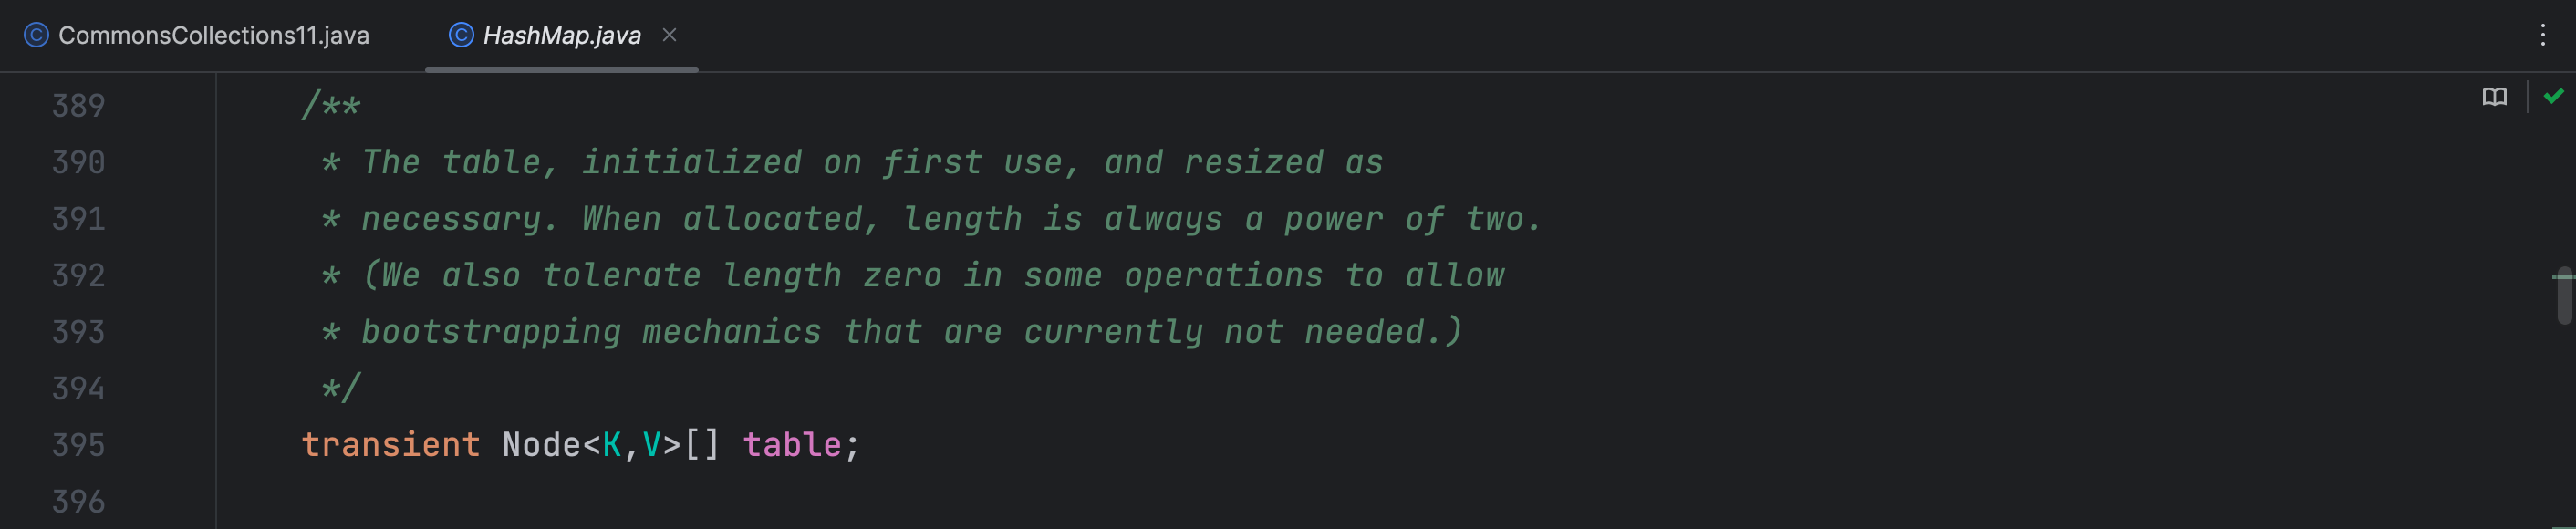 CommonsCollections11.java HashMap.java
389 /**
390 * The table, initialized on first use, and resized as
391 * necessary. When allocated, length is always a power of two.
392 * (We also tolerate length zero in some operations to allow
393 * bootstrapping mechanics that are currently not needed.)
394 */
395 transient Node<K,V>[] table;
396